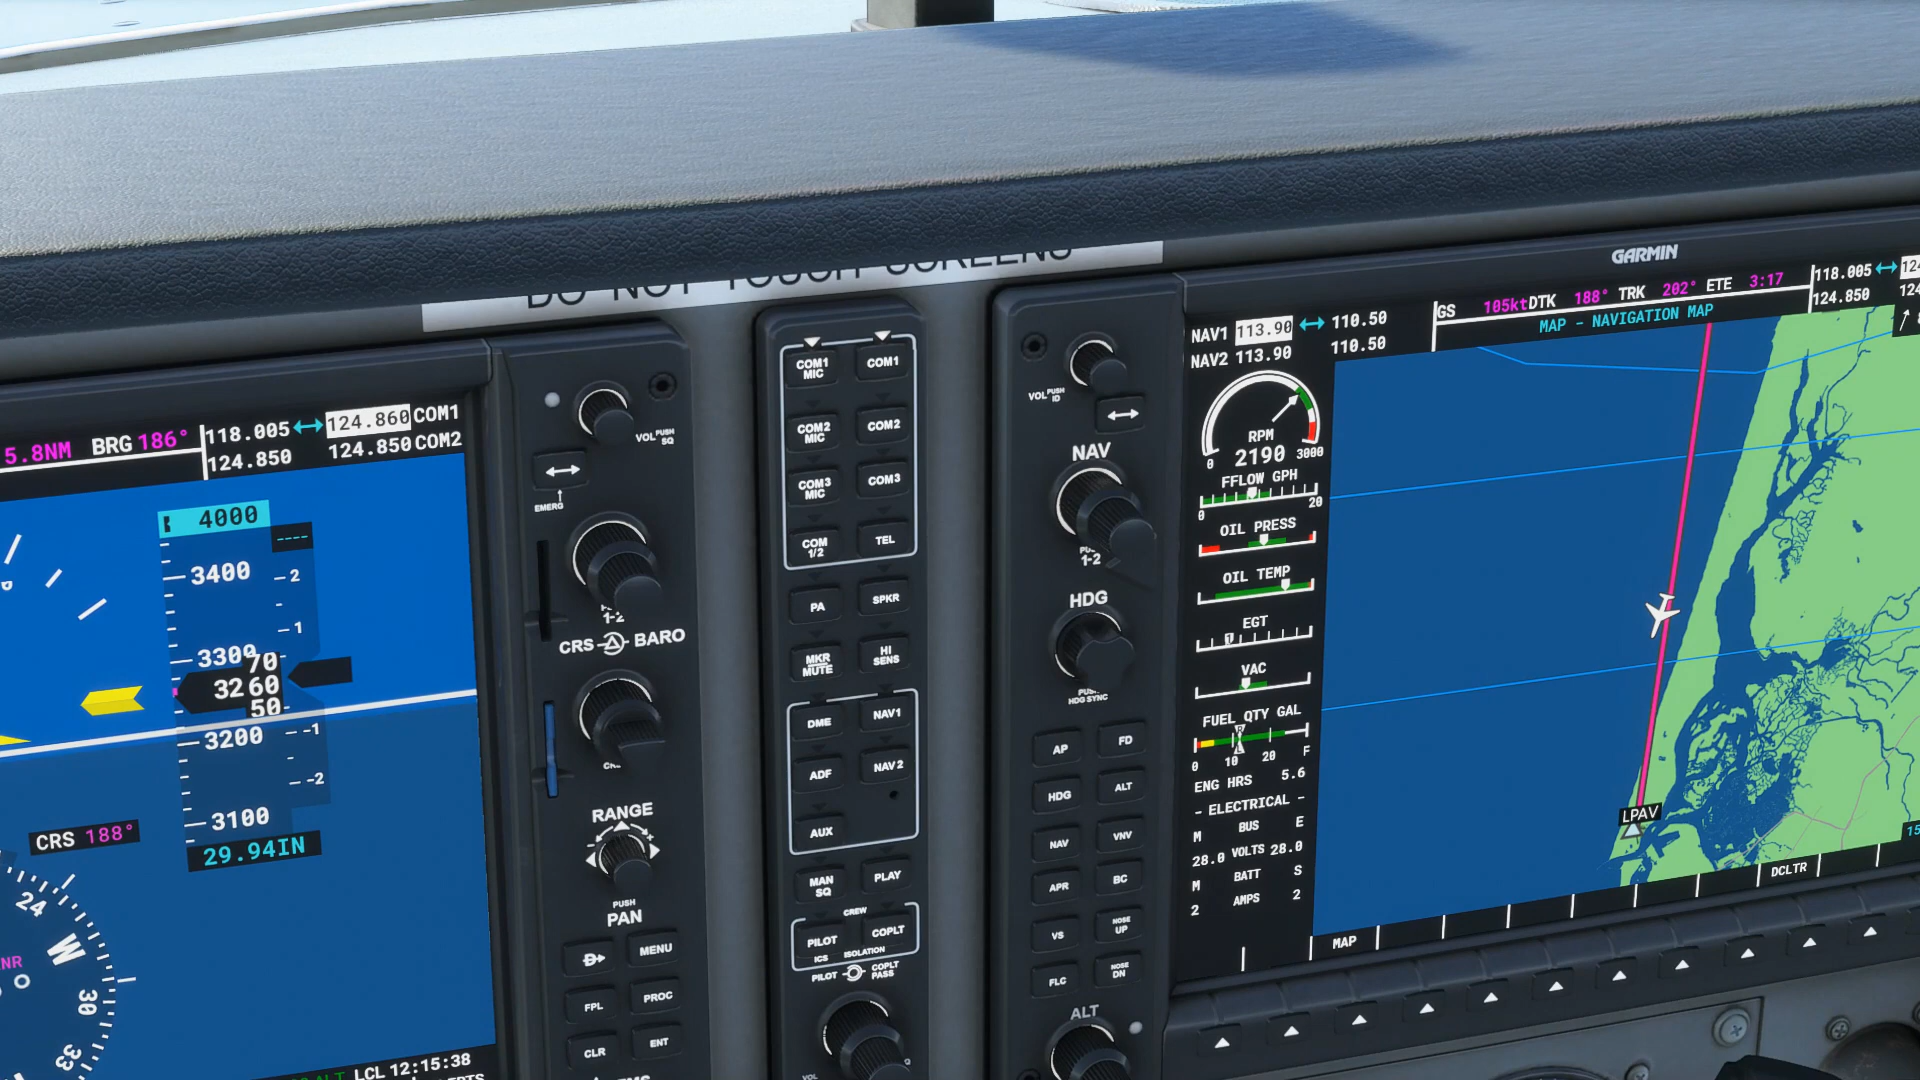 DO NOT TOUCH SCREENS
5.8NM BRG 186°
118.005 ↔ 124.860 COM1
124.850 124.850 COM2
4000
3400
3300
32
70
60
50
3200
3100
2
1
-1
-2
29.94IN
CRS 188°
24
W
30
33
LCL 12:15:38
VOL PUSH SQ
EMERG
1-2
CRS BARO
RANGE
PUSH
PAN
MENU
FPL
PROC
CLR
ENT
COM1 MIC
COM1
COM2 MIC
COM2
COM3 MIC
COM3
COM 1/2
TEL
PA
SPKR
MKR MUTE
HI SENS
DME
NAV1
ADF
NAV2
AUX
MAN SQ
PLAY
CREW
PILOT
COPLT
ICS ISOLATION
PILOT
COPLT PASS
VOL
VOL PUSH ID
NAV
1-2
HDG
HDG SYNC
AP
FD
HDG
ALT
NAV
VNV
APR
BC
VS
NOSE UP
FLC
NOSE DN
ALT
GARMIN
NAV1 113.90 ↔ 110.50
NAV2 113.90 110.50
GS 105kt DTK 188° TRK 202° ETE 3:17
MAP - NAVIGATION MAP
118.005 ↔
124.850
RPM
0 2190 3000
FFLOW GPH
0 20
OIL PRESS
OIL TEMP
EGT
1
VAC
FUEL QTY GAL
0 10 20 F
ENG HRS 5.6
- ELECTRICAL -
M BUS E
28.0 VOLTS 28.0
M BATT S
2 AMPS 2
LPAV
MAP
DCLTR